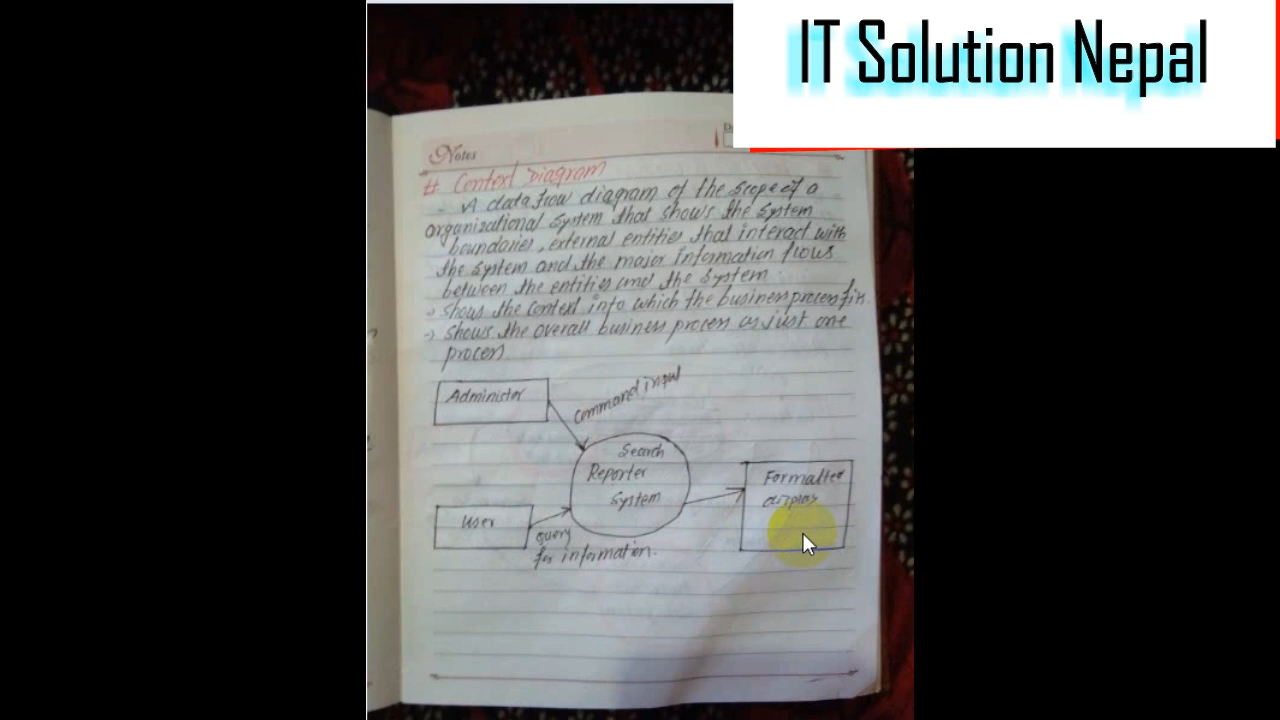 IT Solution Nepal
Notes
# Context Diagram
- A data flow diagram of the scope of a
organizational system that shows the system
boundaries, external entities that interact with
the system and the major information flows
between the entities and the system.
→ shows the context into which the business process fits.
→ shows the overall business process as just one
process
Administer
command input
Search
Reporter
System
Formatter
User
query
for information.